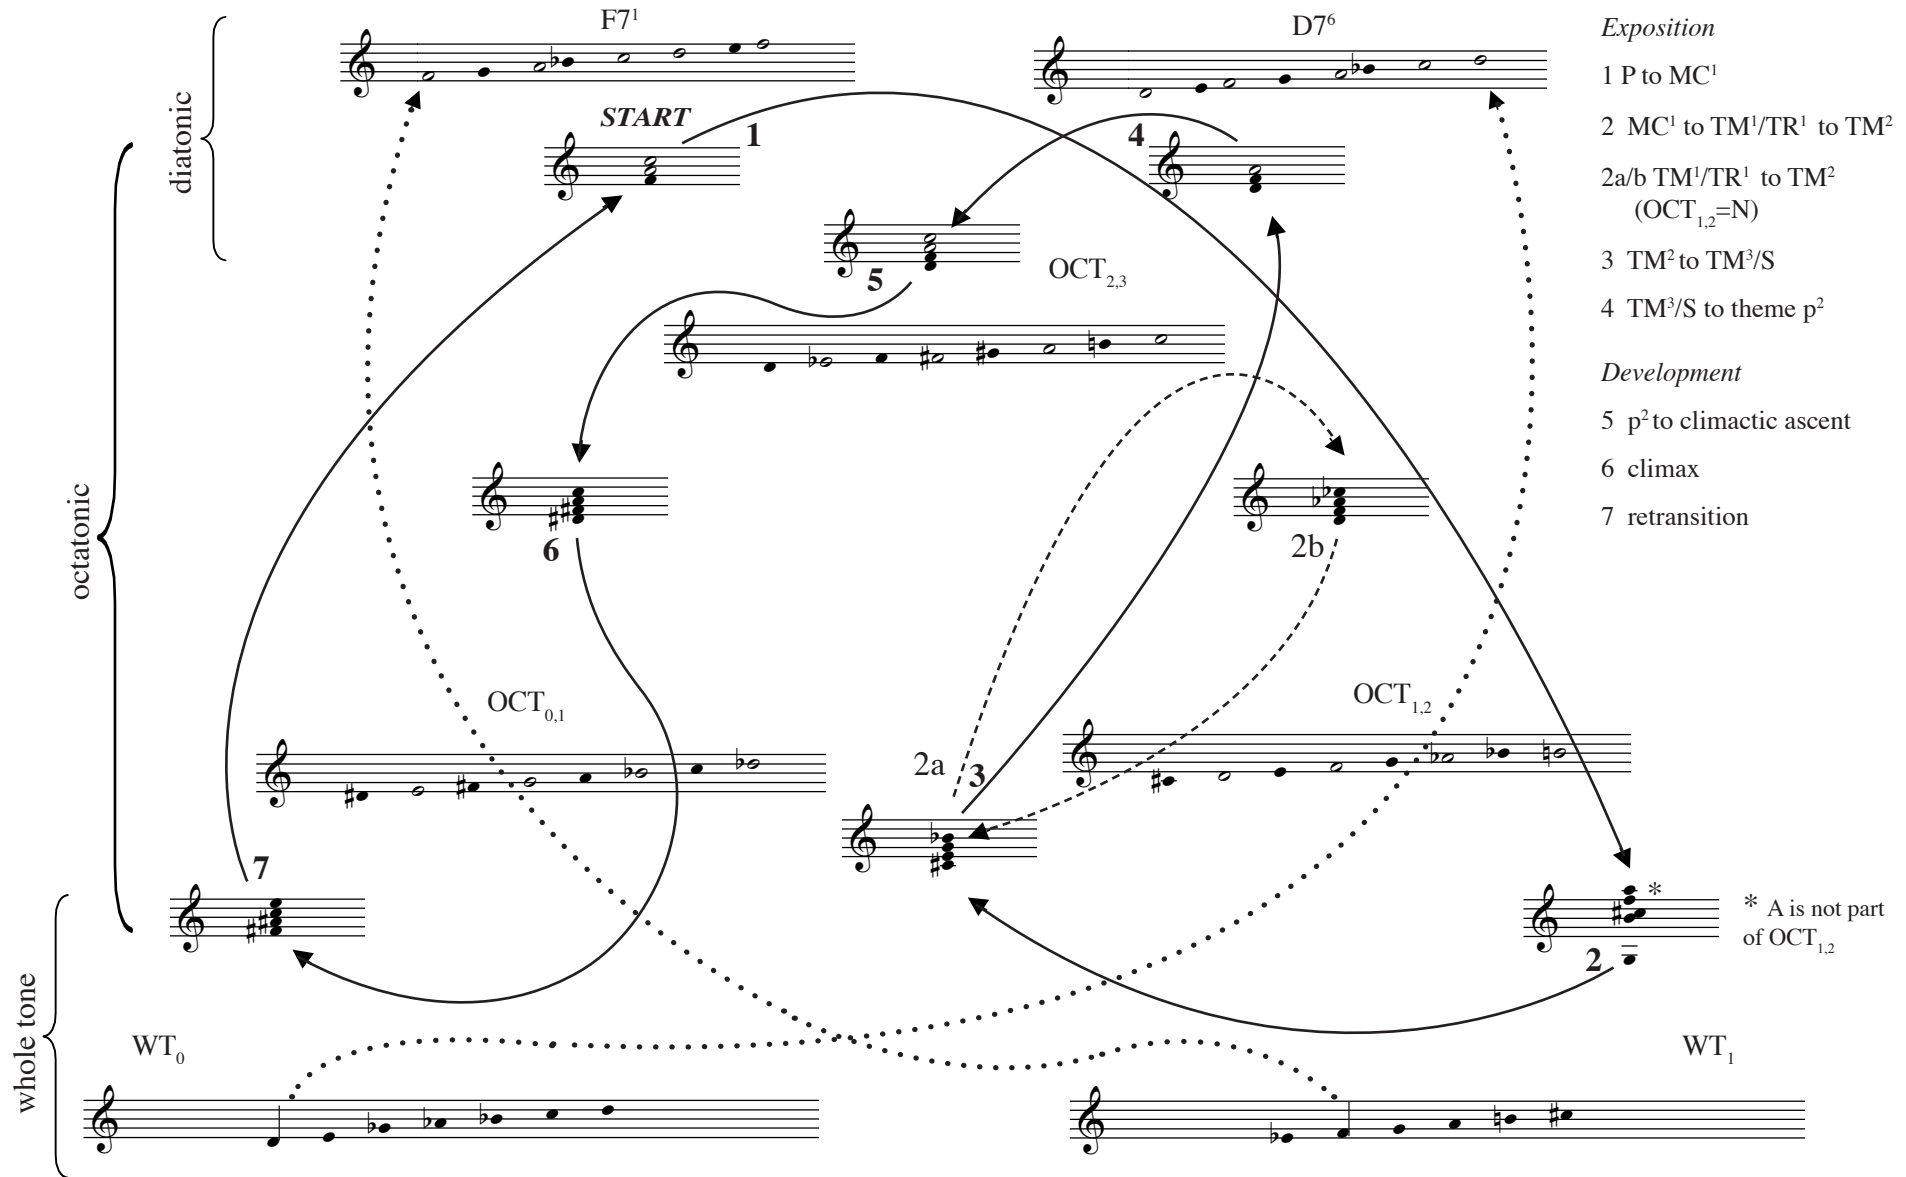 F7¹
D7⁶
START
1
4
5
OCT₂,₃
diatonic
octatonic
whole tone
6
2b
OCT₀,₁
OCT₁,₂
2a
3
7
*
2
* A is not part
of OCT₁,₂
WT₀
WT₁
Exposition
1 P to MC¹
2 MC¹ to TM¹/TR¹ to TM²
2a/b TM¹/TR¹ to TM²
(OCT₁,₂=N)
3 TM² to TM³/S
4 TM³/S to theme p²
Development
5 p² to climactic ascent
6 climax
7 retransition